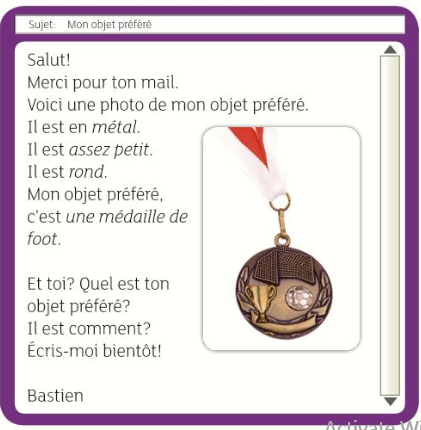 Sujet: Mon objet préféré
Salut!
Merci pour ton mail.
Voici une photo de mon objet préféré.
Il est en métal.
Il est assez petit.
Il est rond.
Mon objet préféré,
c'est une médaille de
foot.
Et toi? Quel est ton
objet préféré?
Il est comment?
Écris-moi bientôt!
Bastien